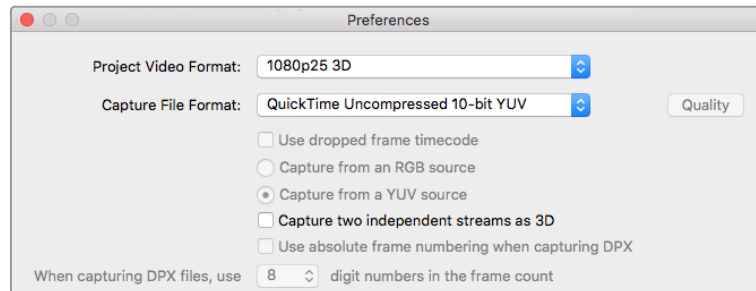 Preferences
Project Video Format: 1080p25 3D
Capture File Format: QuickTime Uncompressed 10-bit YUV Quality
Use dropped frame timecode
Capture from an RGB source
Capture from a YUV source
Capture two independent streams as 3D
Use absolute frame numbering when capturing DPX
When capturing DPX files, use 8 digit numbers in the frame count